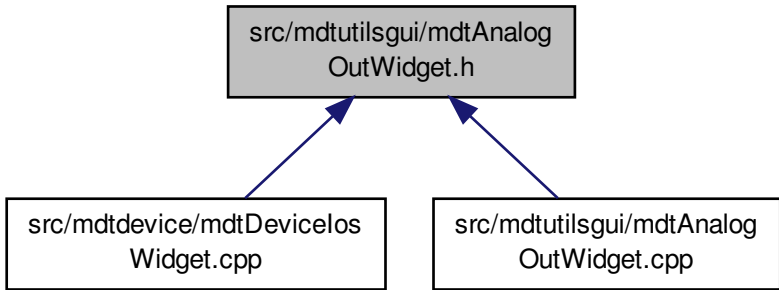 src/mdtutilsgui/mdtAnalog
OutWidget.h
src/mdtdevice/mdtDeviceIos
Widget.cpp
src/mdtutilsgui/mdtAnalog
OutWidget.cpp